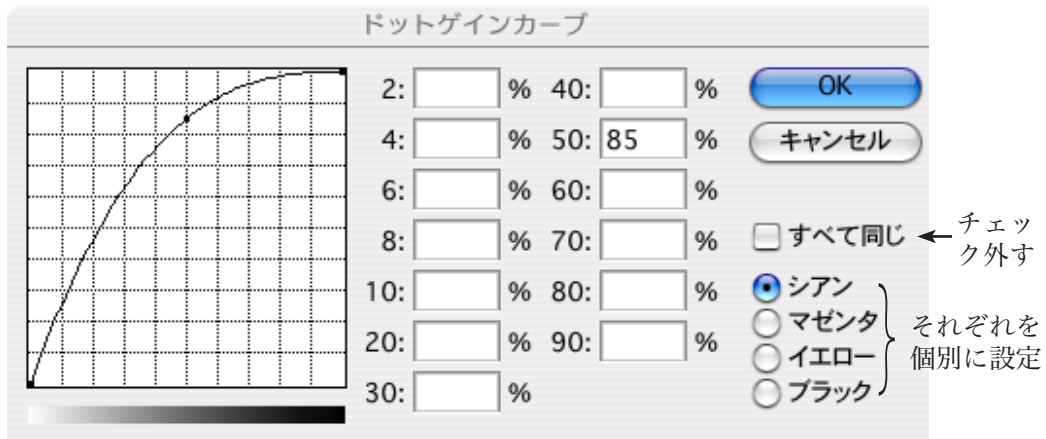 ドットゲインカーブ
2: % 40: %
4: % 50: 85 %
6: % 60: %
8: % 70: %
10: % 80: %
20: % 90: %
30: %
OK
キャンセル
すべて同じ
チェッ
ク外す
シアン
マゼンタ
イエロー
ブラック
それぞれを
個別に設定